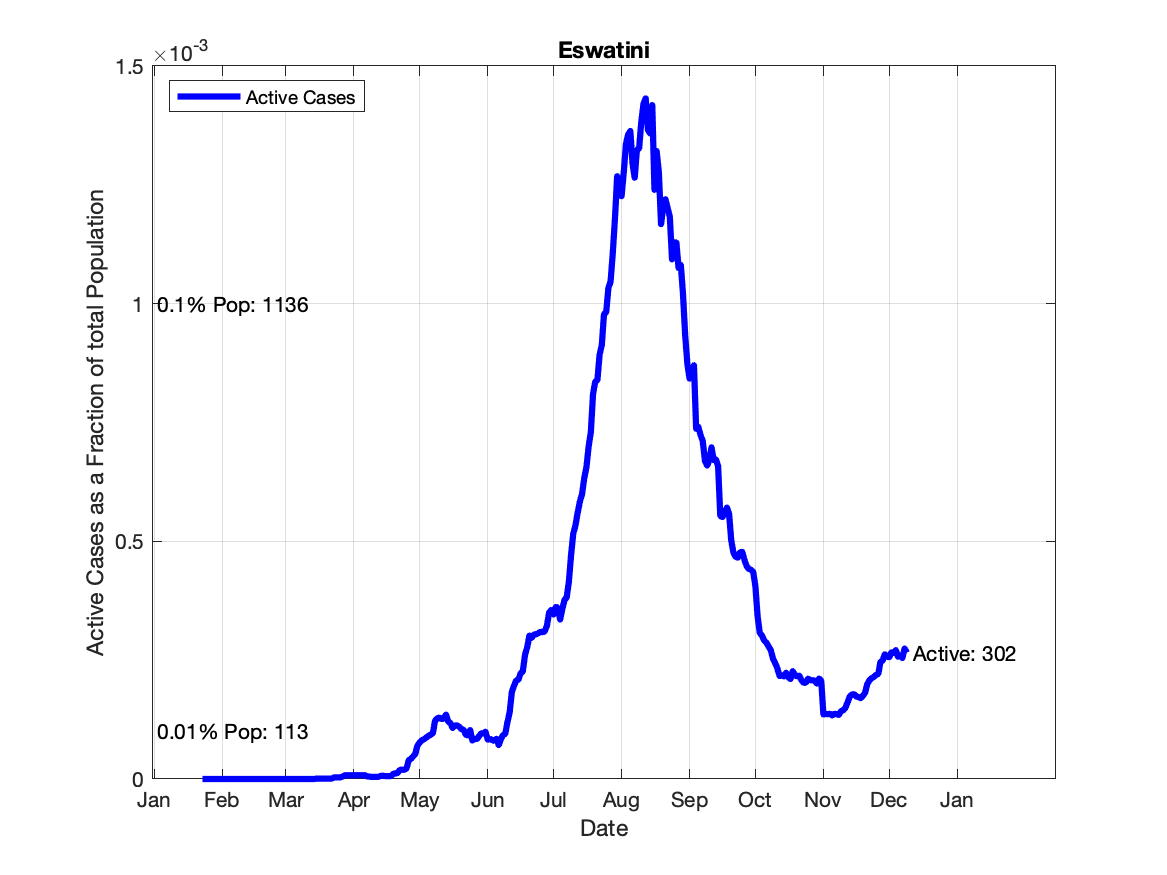 Eswatini
×10-3
1.5
Active Cases
1
0.1% Pop: 1136
0.5
Active: 302
0.01% Pop: 113
0
Jan Feb Mar Apr May Jun Jul Aug Sep Oct Nov Dec Jan
Date
Active Cases as a Fraction of total Population